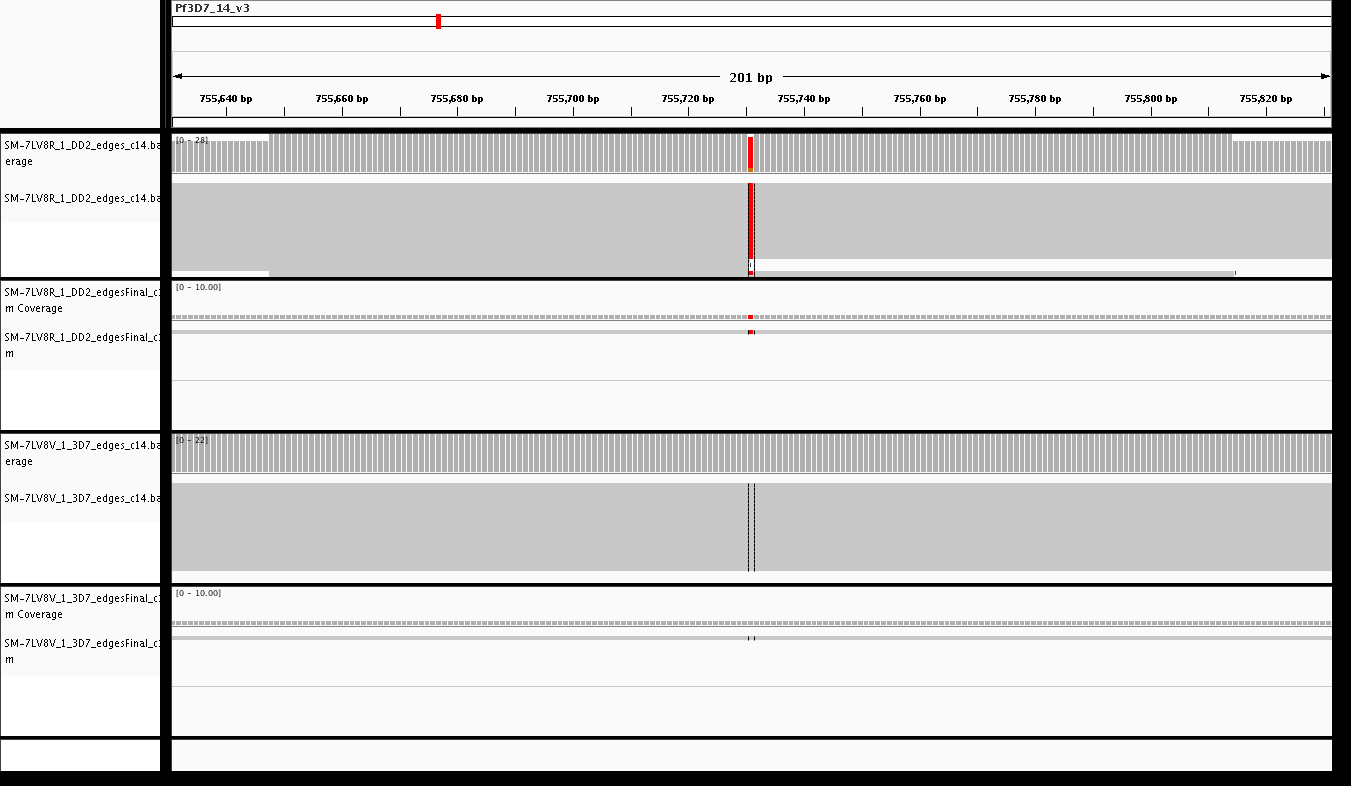 Pf3D7_14_v3
201 bp
755,640 bp 755,660 bp 755,680 bp 755,700 bp 755,720 bp 755,740 bp 755,760 bp 755,780 bp 755,800 bp 755,820 bp
[0 - 28]
SM-7LV8R_1_DD2_edges_c14.ba
erage
SM-7LV8R_1_DD2_edges_c14.ba
[0 - 10.00]
SM-7LV8R_1_DD2_edgesFinal_c1
m Coverage
SM-7LV8R_1_DD2_edgesFinal_c1
m
[0 - 22]
SM-7LV8V_1_3D7_edges_c14.ba
erage
SM-7LV8V_1_3D7_edges_c14.ba
[0 - 10.00]
SM-7LV8V_1_3D7_edgesFinal_c1
m Coverage
SM-7LV8V_1_3D7_edgesFinal_c1
m